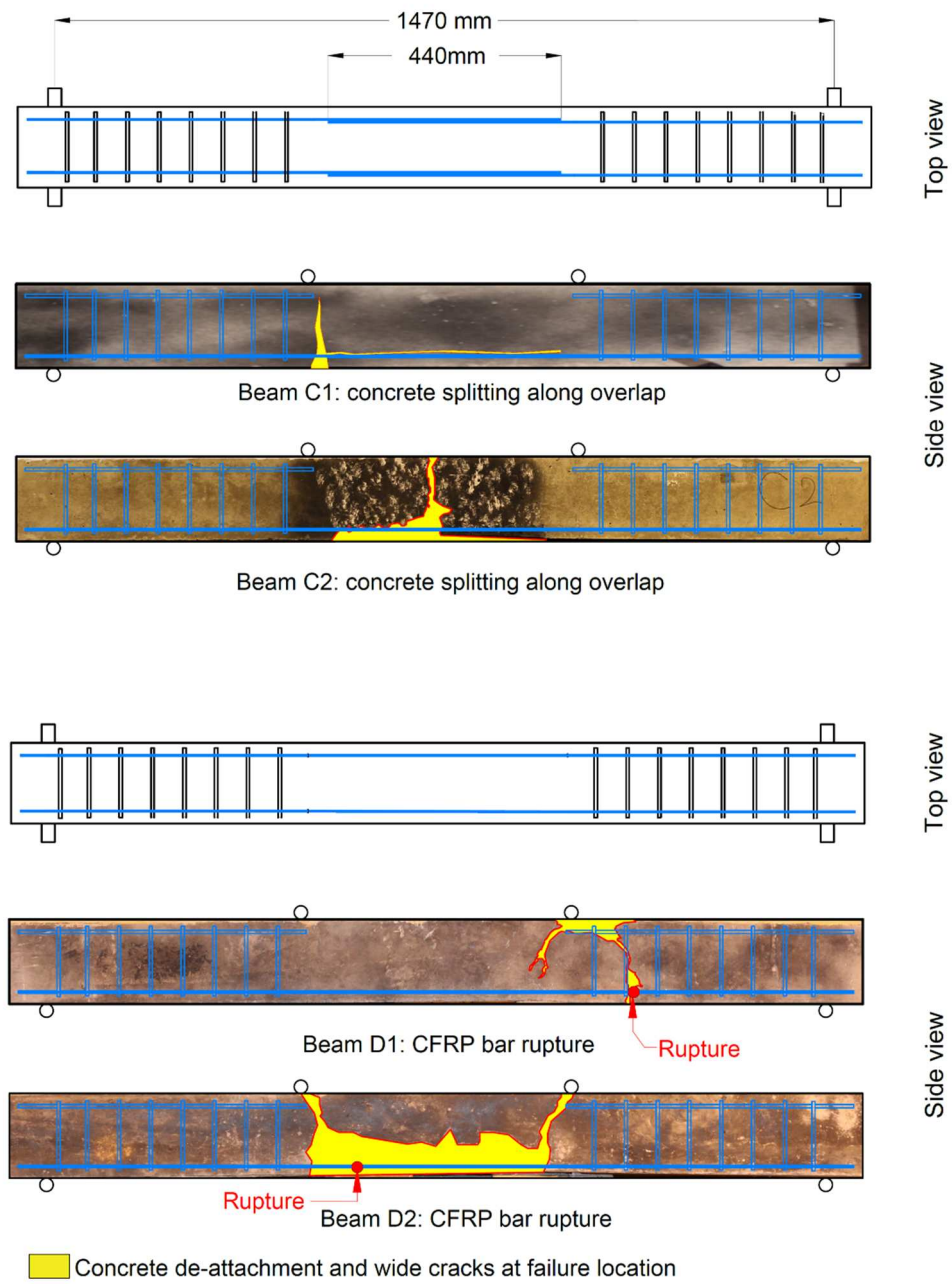 1470 mm
440mm
Top view
Beam C1: concrete splitting along overlap
C2
Beam C2: concrete splitting along overlap
Side view
Top view
Beam D1: CFRP bar rupture
Rupture
Rupture
Beam D2: CFRP bar rupture
Side view
Concrete de-attachment and wide cracks at failure location